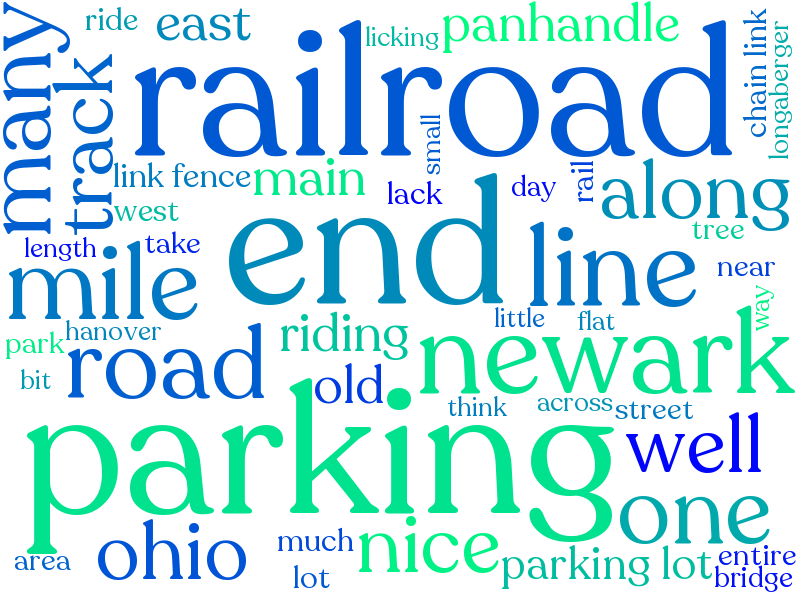 ride
east
licking
panhandle
many
track
railroad
chain link
longaberger
small
link fence
main
lack
day
rail
along
west
tree
length
take
end
line
near
mile
way
little
flat
park
hanover
riding
newark
bit
road
old
think
across
street
parking
well
one
ohio
much
nice
parking lot
entire
area
lot
bridge